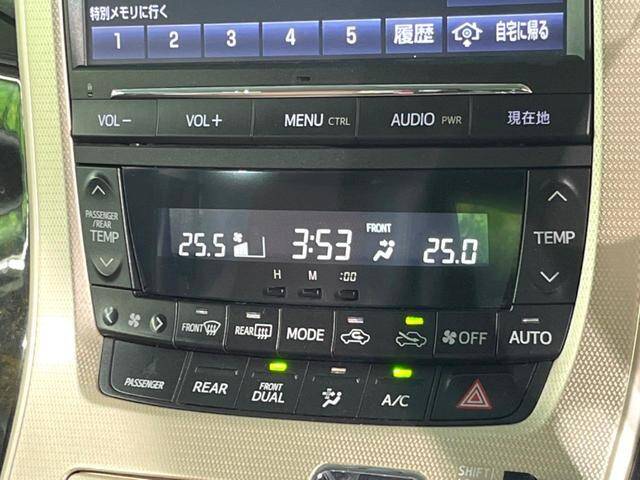 特別メモリに行く
1 2 3 4 5 履歴 自宅に帰る
VOL− VOL+ MENU CTRL AUDIO PWR 現在地
PASSENGER/REAR TEMP
25.5 3:53 FRONT 25.0
TEMP
H M :00
FRONT REAR MODE OFF AUTO
PASSENGER REAR FRONT DUAL A/C
SHIFT